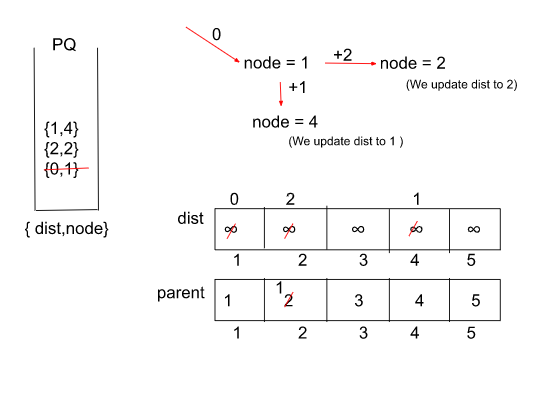 PQ
0
node = 1
+2
node = 2
(We update dist to 2)
+1
node = 4
(We update dist to 1 )
{1,4}
{2,2}
{0,1}
{ dist,node}
0 2 1
dist
∞ ∞ ∞ ∞ ∞
1 2 3 4 5
parent
1 1 2 3 4 5
1 2 3 4 5